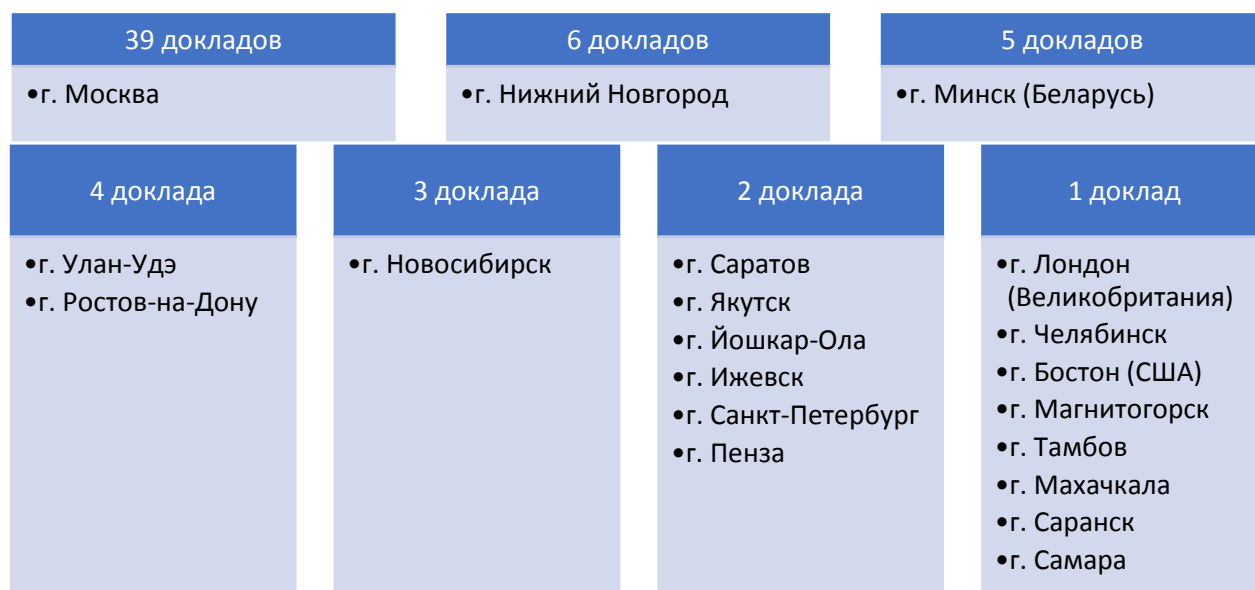 39 докладов
•г. Москва
6 докладов
•г. Нижний Новгород
5 докладов
•г. Минск (Беларусь)
4 доклада
•г. Улан-Удэ
•г. Ростов-на-Дону
3 доклада
•г. Новосибирск
2 доклада
•г. Саратов
•г. Якутск
•г. Йошкар-Ола
•г. Ижевск
•г. Санкт-Петербург
•г. Пенза
1 доклад
•г. Лондон
(Великобритания)
•г. Челябинск
•г. Бостон (США)
•г. Магнитогорск
•г. Тамбов
•г. Махачкала
•г. Саранск
•г. Самара